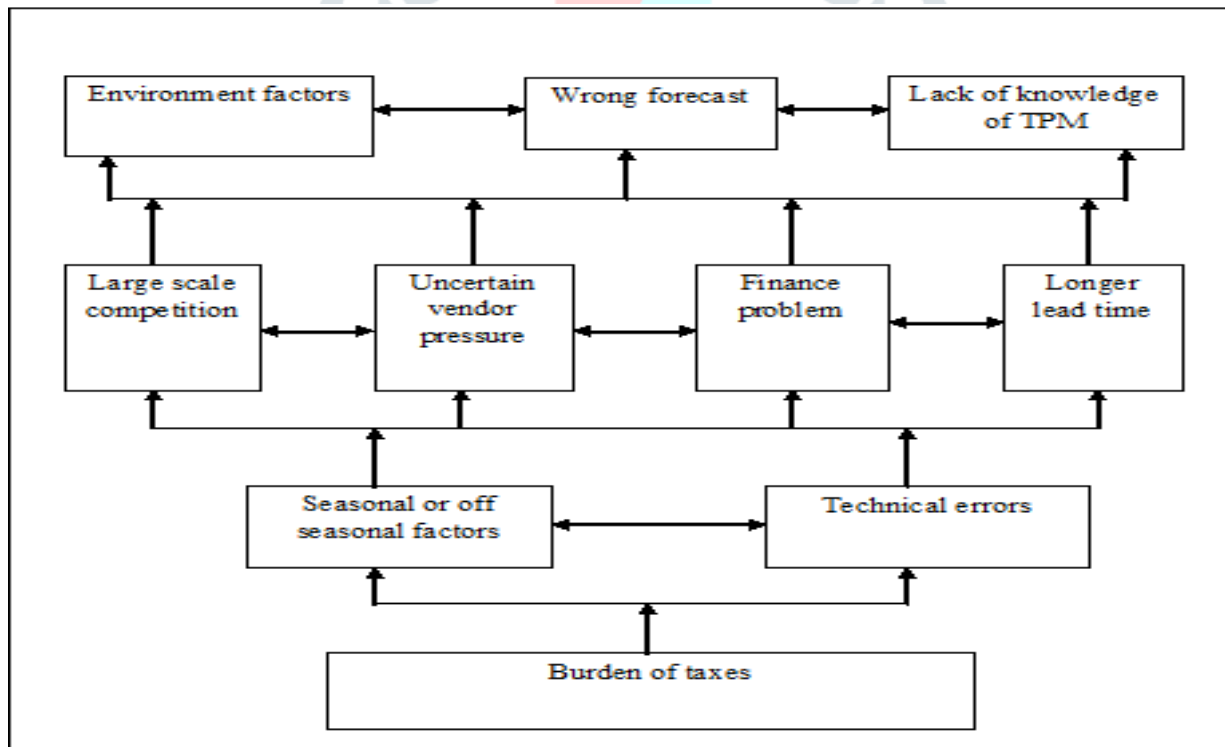 Environment factors
Wrong forecast
Lack of knowledge
of TPM
Large scale
competition
Uncertain
vendor
pressure
Finance
problem
Longer
lead time
Seasonal or off
seasonal factors
Technical errors
Burden of taxes